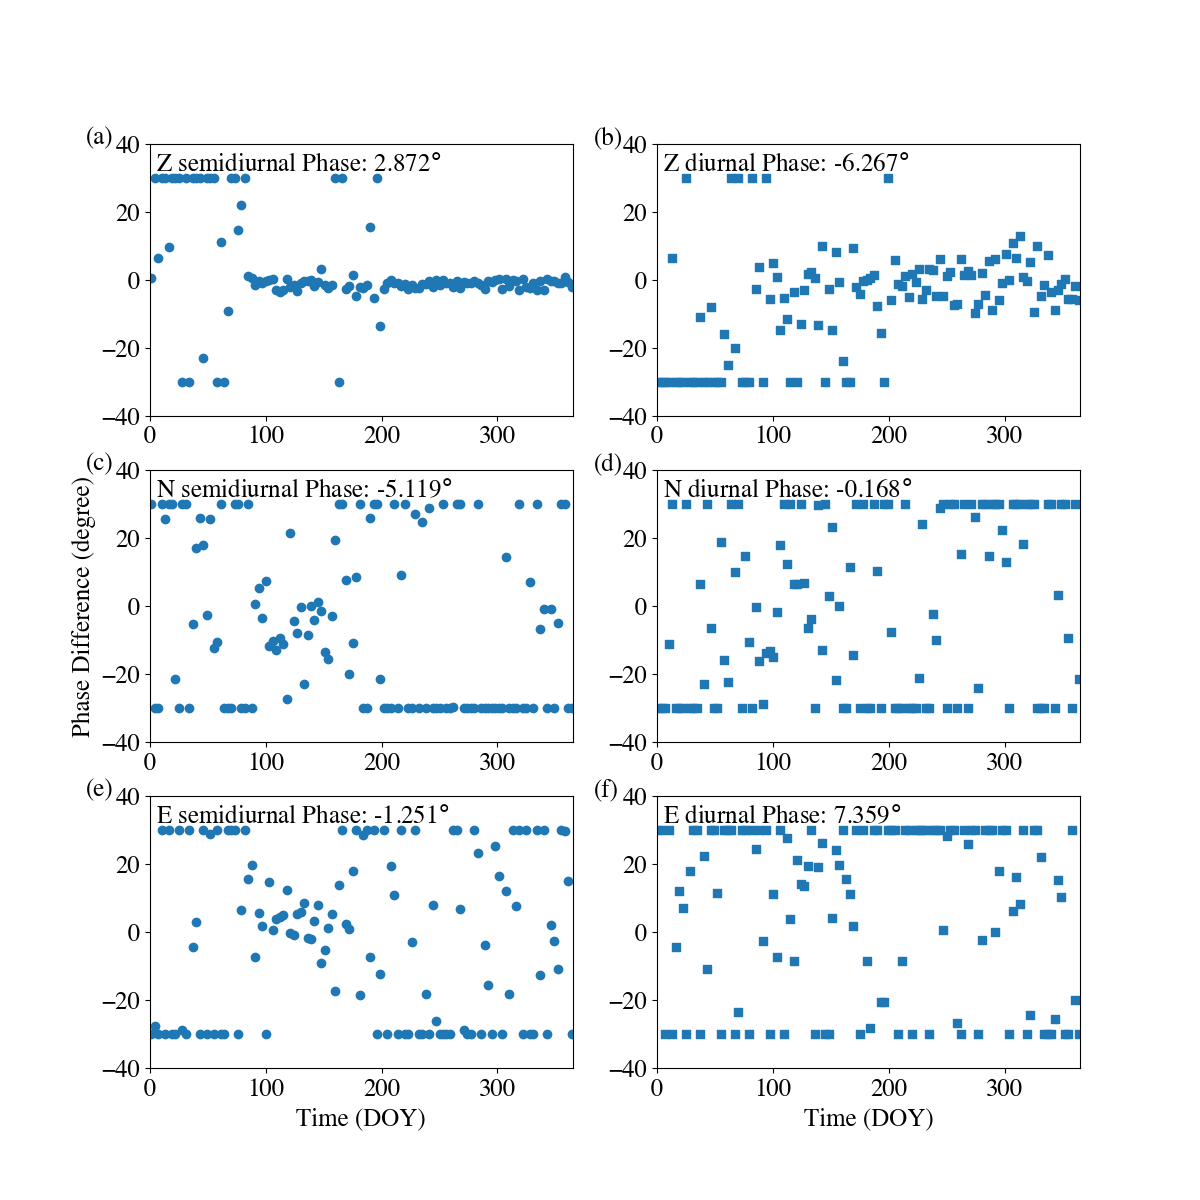 (a)
Z semidiurnal Phase: 2.872°
40
20
0
−20
−40
0 100 200 300
(b)
Z diurnal Phase: -6.267°
40
20
0
−20
−40
0 100 200 300
Phase Difference (degree)
(c)
N semidiurnal Phase: -5.119°
40
20
0
−20
−40
0 100 200 300
(d)
N diurnal Phase: -0.168°
40
20
0
−20
−40
0 100 200 300
(e)
E semidiurnal Phase: -1.251°
40
20
0
−20
−40
0 100 200 300
Time (DOY)
(f)
E diurnal Phase: 7.359°
40
20
0
−20
−40
0 100 200 300
Time (DOY)